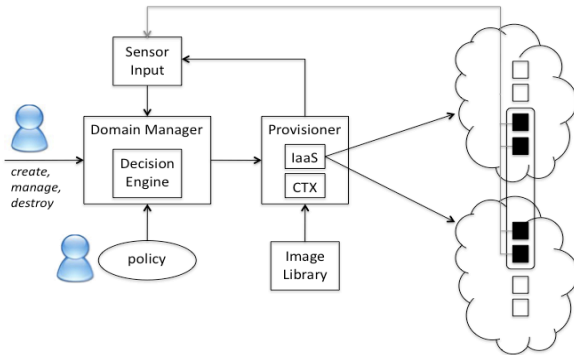 Sensor
Input
Domain Manager
Provisioner
Decision
Engine
IaaS
CTX
create,
manage,
destroy
policy
Image
Library